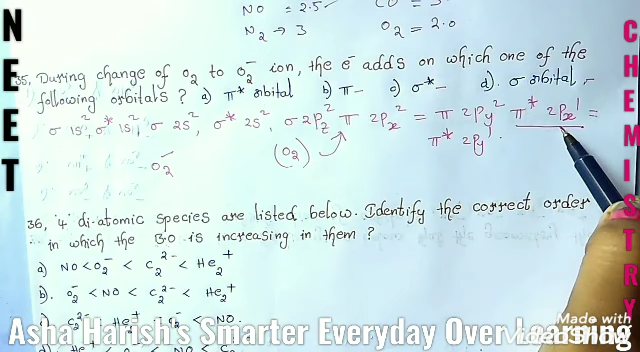 NEET
CHEMISTRY
NO = 2.5
N₂ → 3
O₂ = 2.0
35. During change of O₂ to O₂⁻ ion, the e⁻ adds on which one of the
following orbitals? a) π* orbital b) π – c) σ* – d). σ orbital.
σ 1s², σ* 1s², σ 2s², σ* 2s², σ 2Pz² π 2Px² = π 2Py² π* 2Px¹ =
π* 2Py¹.
O₂⁻
(O₂)
36, '4' di-atomic species are listed below. Identify the correct order
in which the BO is increasing in them?
a) NO < O₂⁻ < C₂²⁻ < He₂⁺
b). O₂⁻ < NO < C₂²⁻ < He₂⁺
Made with
Asha Harish's Smarter Everyday Over Learning